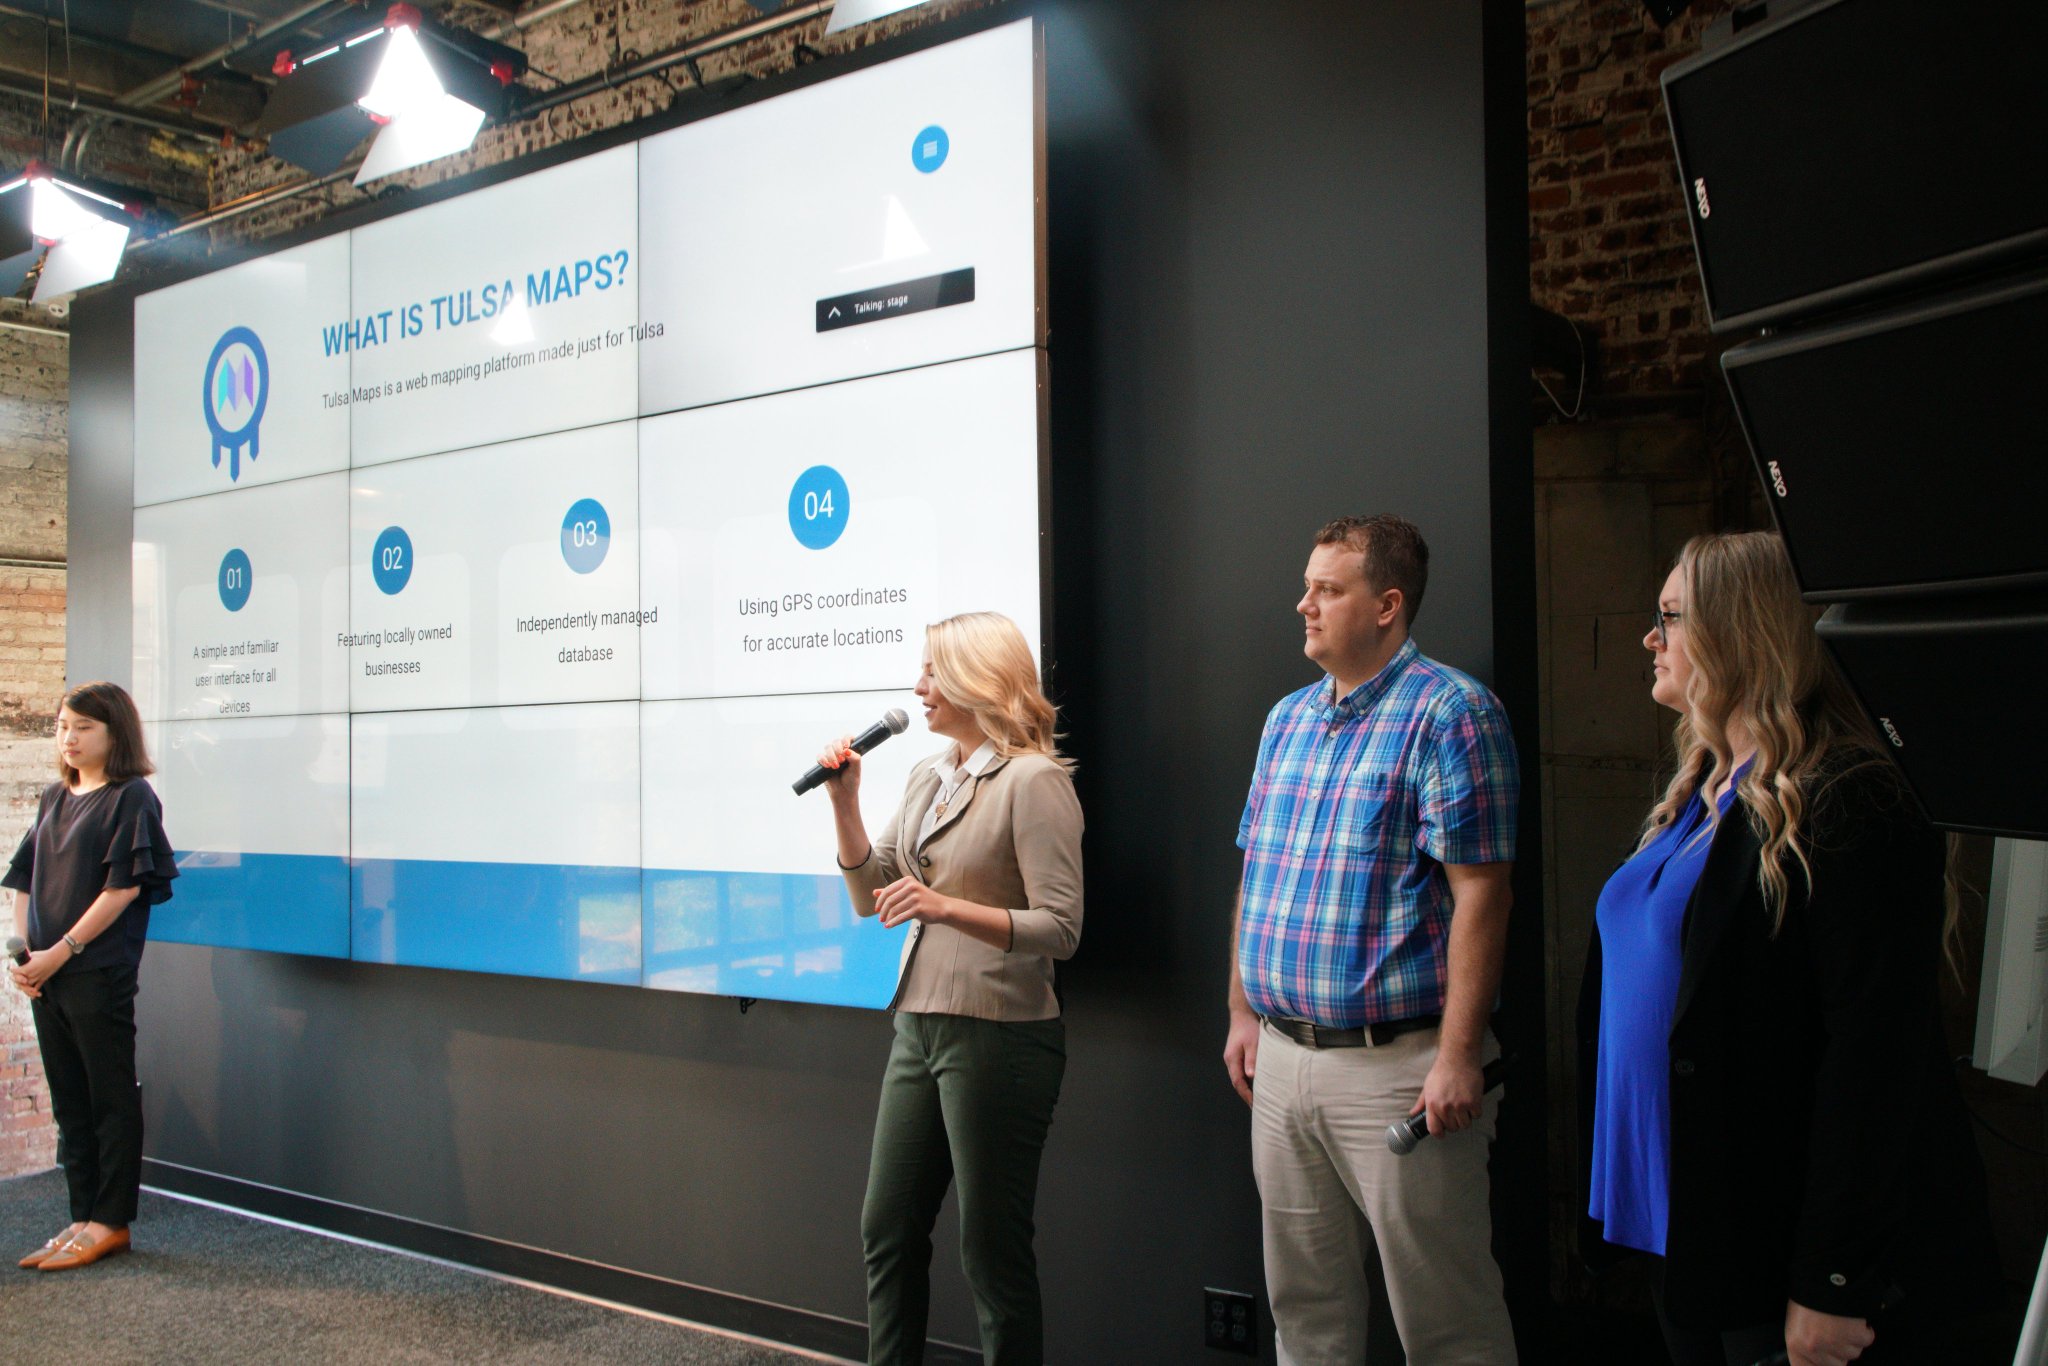 WHAT IS TULSA MAPS?
Tulsa Maps is a web mapping platform made just for Tulsa
Talking: stage
01
A simple and familiar
user interface for all
devices
02
Featuring locally owned
businesses
03
Independently managed
database
04
Using GPS coordinates
for accurate locations
NEXO
NEXO
NEXO